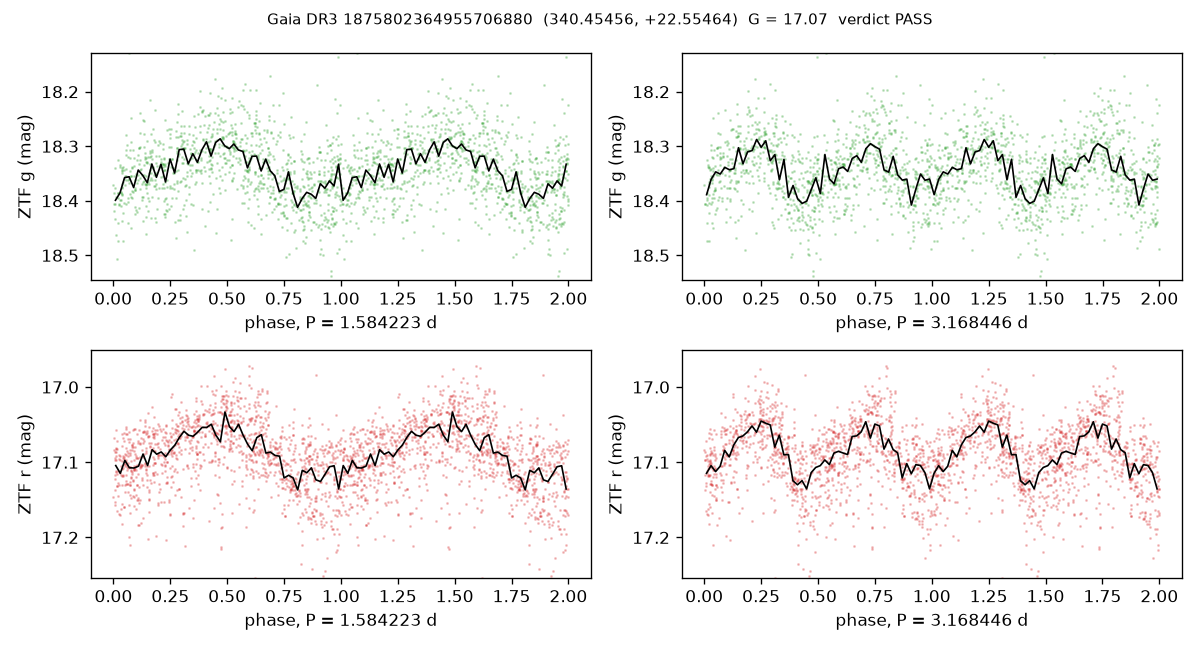 Gaia DR3 1875802364955706880 (340.45456, +22.55464) G = 17.07 verdict PASS
ZTF g (mag)
18.2
18.3
18.4
18.5
0.00 0.25 0.50 0.75 1.00 1.25 1.50 1.75 2.00
phase, P = 1.584223 d
ZTF g (mag)
18.2
18.3
18.4
18.5
0.00 0.25 0.50 0.75 1.00 1.25 1.50 1.75 2.00
phase, P = 3.168446 d
ZTF r (mag)
17.0
17.1
17.2
0.00 0.25 0.50 0.75 1.00 1.25 1.50 1.75 2.00
phase, P = 1.584223 d
ZTF r (mag)
17.0
17.1
17.2
0.00 0.25 0.50 0.75 1.00 1.25 1.50 1.75 2.00
phase, P = 3.168446 d